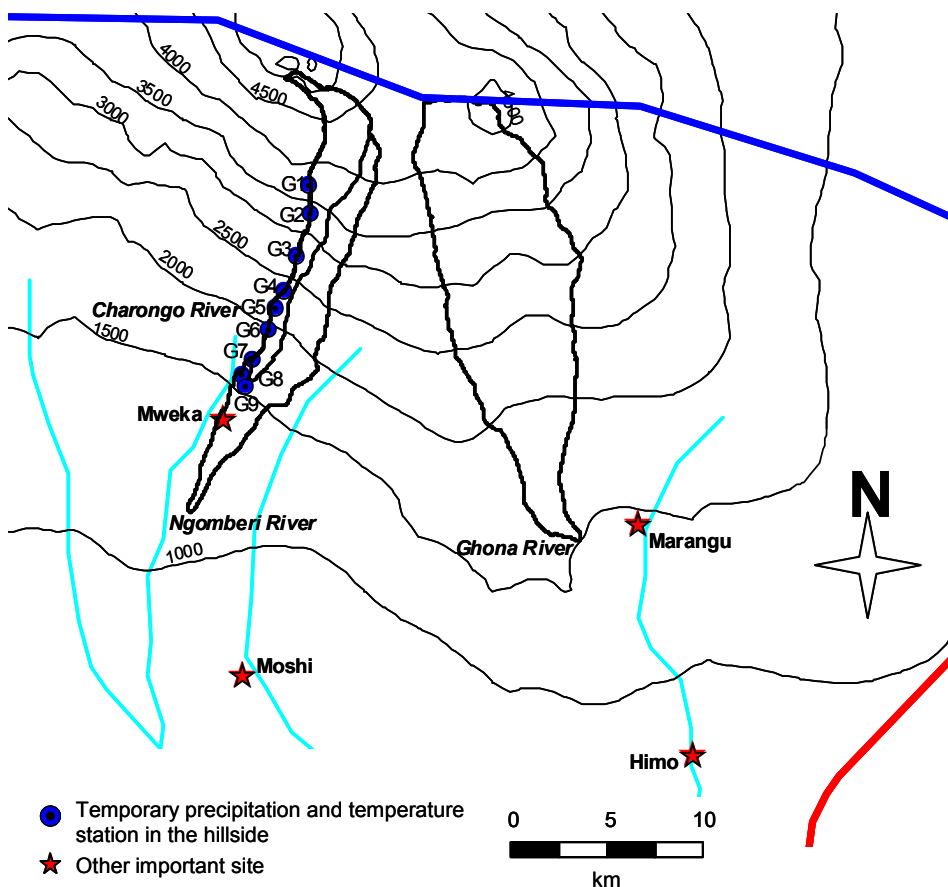 4000
4500
4500
3500
3000
G1
G2
2500
G3
2000
G4
G5
Charongo River
G6
1500
G7
G8
G9
Mweka
N
Ngomberi River
Ghona River
Marangu
1000
Moshi
Himo
Temporary precipitation and temperature
station in the hillside
0 10
Other important site
km